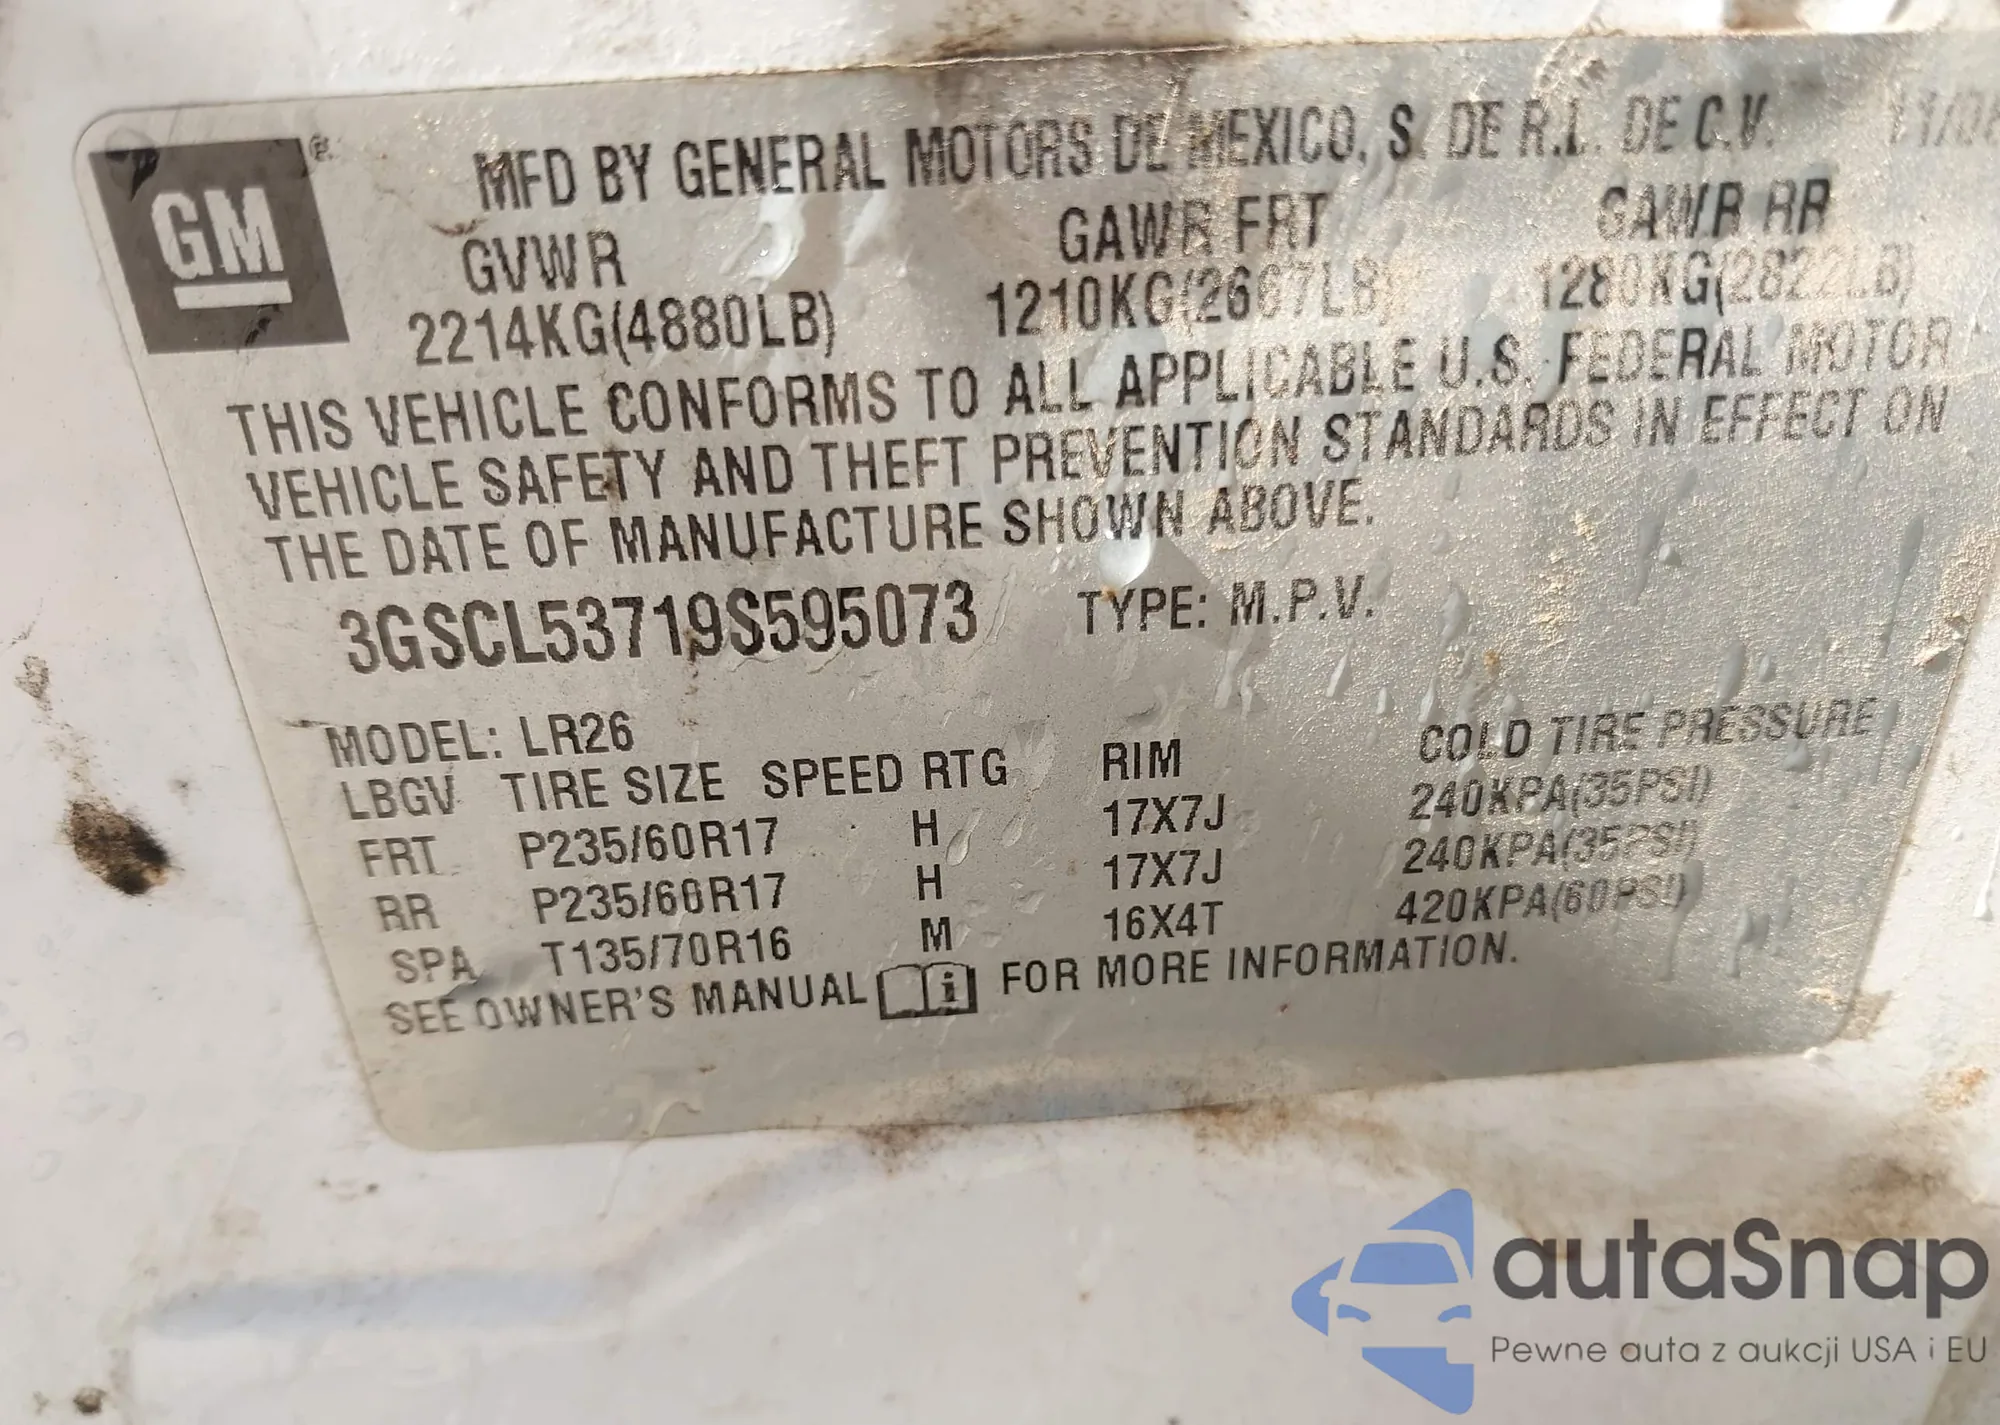 GM
MFD BY GENERAL MOTORS DE MEXICO, S. DE R.L. DE C.V.
GVWR GAWR FRT GAWR RR
2214KG(4880LB) 1210KG(2667LB) 1280KG(2822LB)
THIS VEHICLE CONFORMS TO ALL APPLICABLE U.S. FEDERAL MOTOR
VEHICLE SAFETY AND THEFT PREVENTION STANDARDS IN EFFECT ON
THE DATE OF MANUFACTURE SHOWN ABOVE.
3GSCL53719S595073 TYPE: M.P.V.
MODEL: LR26
LBGV TIRE SIZE SPEED RTG RIM COLD TIRE PRESSURE
FRT P235/60R17 H 17X7J 240KPA(35PSI)
RR P235/60R17 H 17X7J 240KPA(35PSI)
SPA T135/70R16 M 16X4T 420KPA(60PSI)
SEE OWNER'S MANUAL i FOR MORE INFORMATION.
autaSnap
Pewne auta z aukcji USA i EU